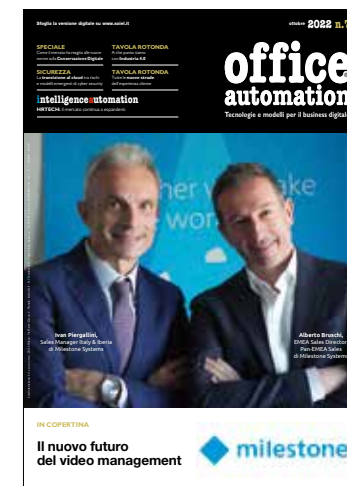 Sfoglia la versione digitale su www.soiel.it
ottobre 2022 n.7
SPECIALE
Come il mercato ha reagito alle nuove
norme sulla Conservazione Digitale
TAVOLA ROTONDA
A che punto siamo
con Industria 4.0
SICUREZZA
La transizione al cloud tra rischi
e modelli emergenti di cyber security
TAVOLA ROTONDA
Tutte le nuove strade
dell'esperienza cliente
intelligence automation
HRTECH: il mercato continua a espandersi
office
automation
Tecnologie e modelli per il business digitale
Ivan Piergallini,
Sales Manager Italy & Iberia
di Milestone Systems
Alberto Bruschi,
EMEA Sales Director
Pan-EMEA Sales
di Milestone Systems
IN COPERTINA
Il nuovo futuro
del video management
milestone